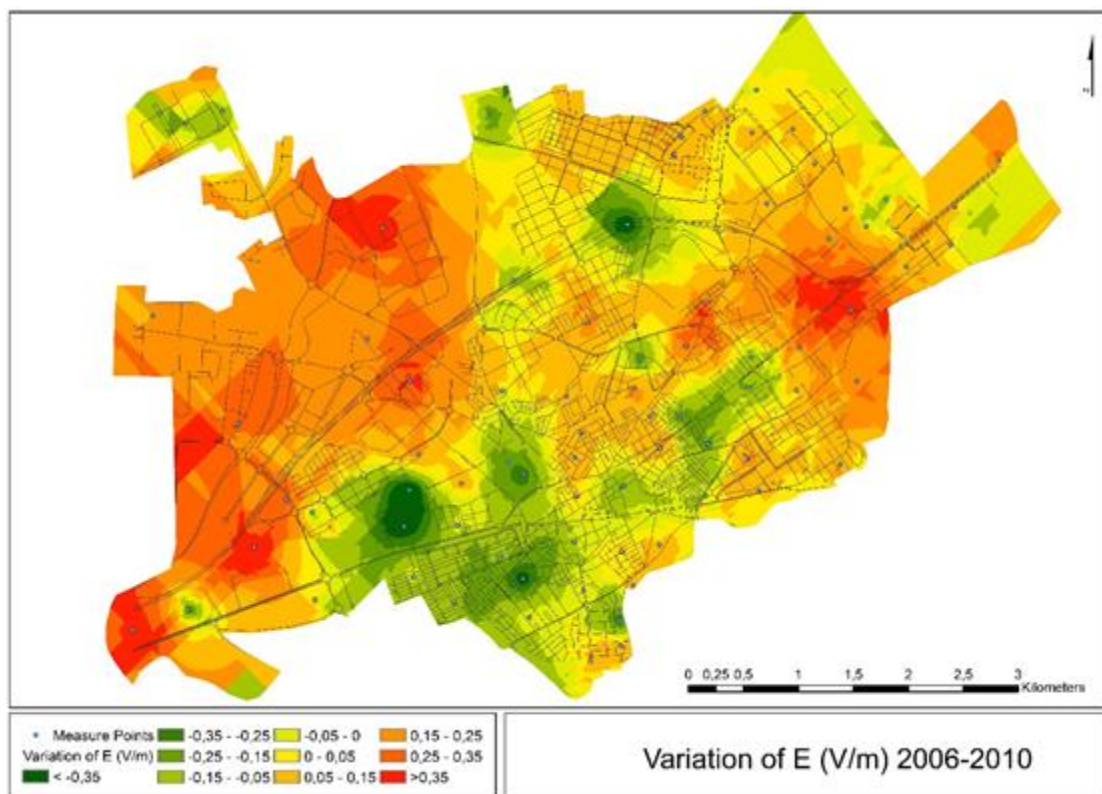 z
0 0,25 0,5 1 1,5 2 2,5 3
Kilometers
Measure Points
Variation of E (V/m)
< -0,35
-0,35 - -0,25
-0,25 - -0,15
-0,15 - -0,05
-0,05 - 0
0 - 0,05
0,05 - 0,15
0,15 - 0,25
0,25 - 0,35
>0,35
Variation of E (V/m) 2006-2010